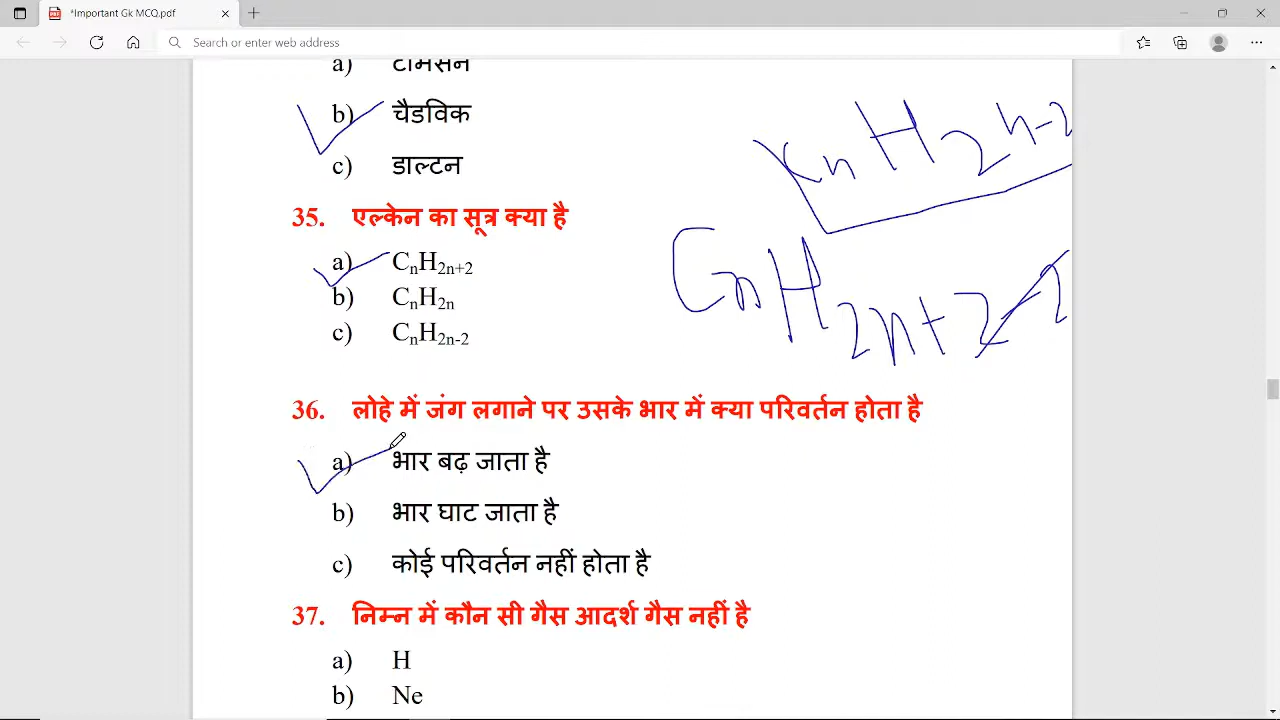 *Important Gk MCQ.pdf
Search or enter web address
a) टॉमसन
b) चैडविक
c) डाल्टन
35. एल्केन का सूत्र क्या है
a) CnH2n+2
b) CnH2n
c) CnH2n-2
36. लोहे में जंग लगाने पर उसके भार में क्या परिवर्तन होता है
a) भार बढ़ जाता है
b) भार घाट जाता है
c) कोई परिवर्तन नहीं होता है
37. निम्न में कौन सी गैस आदर्श गैस नहीं है
a) H
b) Ne
nH2n-2
CnH2n+2-2